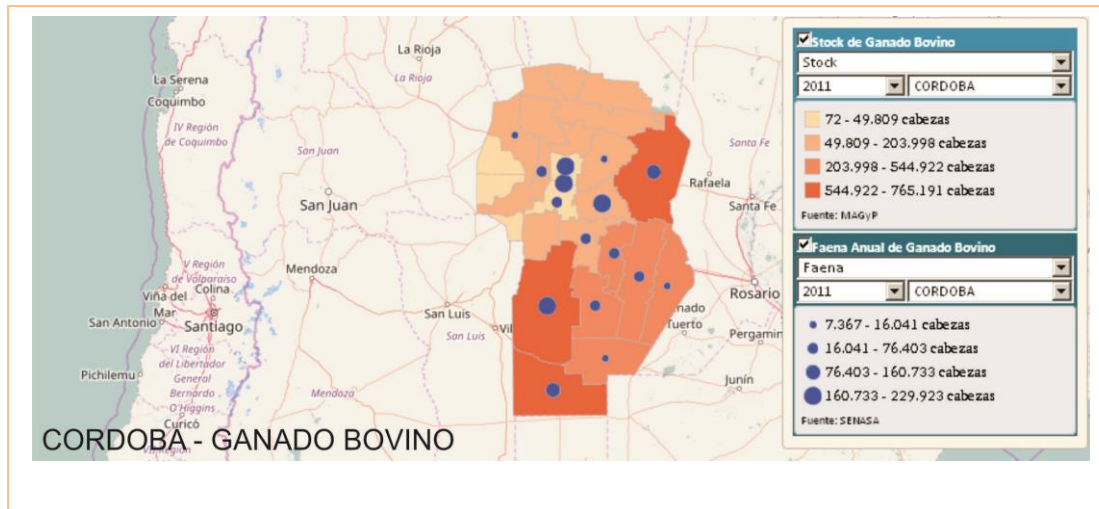 La Rioja
La Rioja
La Serena
Coquimbo
IV Región
de Coquimbo
San Juan
San Juan
Santa Fe
Rafaela
Santa Fe
V Región
de Valparaíso
Mendoza
Colina
Viña del
Mar
San Antonio
Santiago
San Luis
San Luis
Rosario
nado
Tuerto
Pergamin
VI Región
del Libertador
General
Bernardo
O'Higgins
Pichilemu
Curicó
Mendoza
Junín
CORDOBA - GANADO BOVINO
Stock de Ganado Bovino
Stock
2011 CORDOBA
72 - 49.809 cabezas
49.809 - 203.998 cabezas
203.998 - 544.922 cabezas
544.922 - 765.191 cabezas
Fuente: MAGyP
Faena Anual de Ganado Bovino
Faena
2011 CORDOBA
7.367 - 16.041 cabezas
16.041 - 76.403 cabezas
76.403 - 160.733 cabezas
160.733 - 229.923 cabezas
Fuente: SENASA